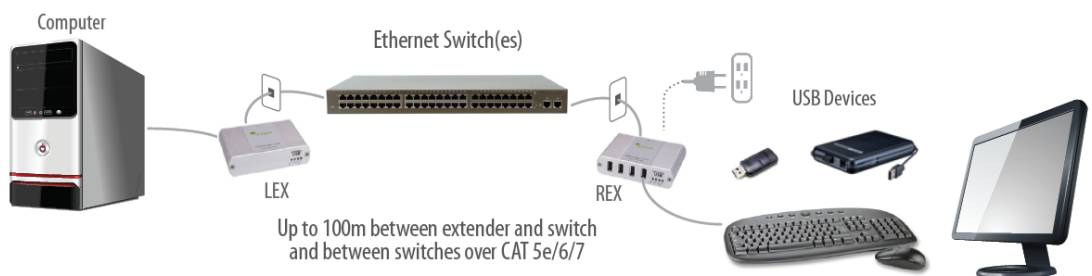 Computer
Ethernet Switch(es)
USB Devices
LEX
REX
Up to 100m between extender and switch
and between switches over CAT 5e/6/7